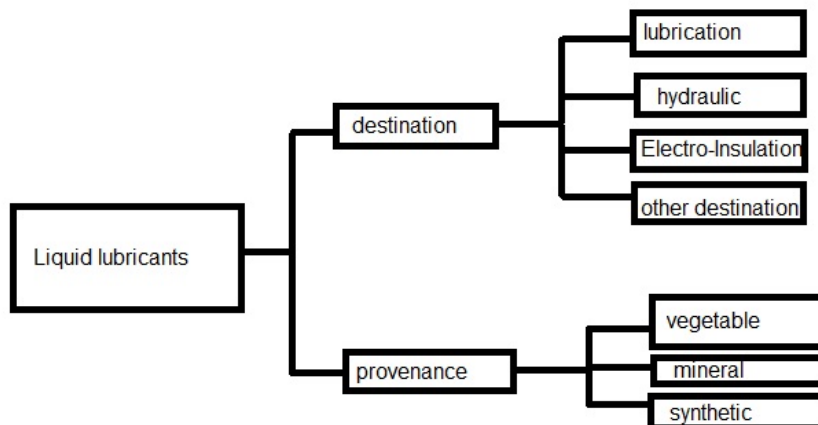 Liquid lubricants
destination
lubrication
hydraulic
Electro-Insulation
other destination
provenance
vegetable
mineral
synthetic